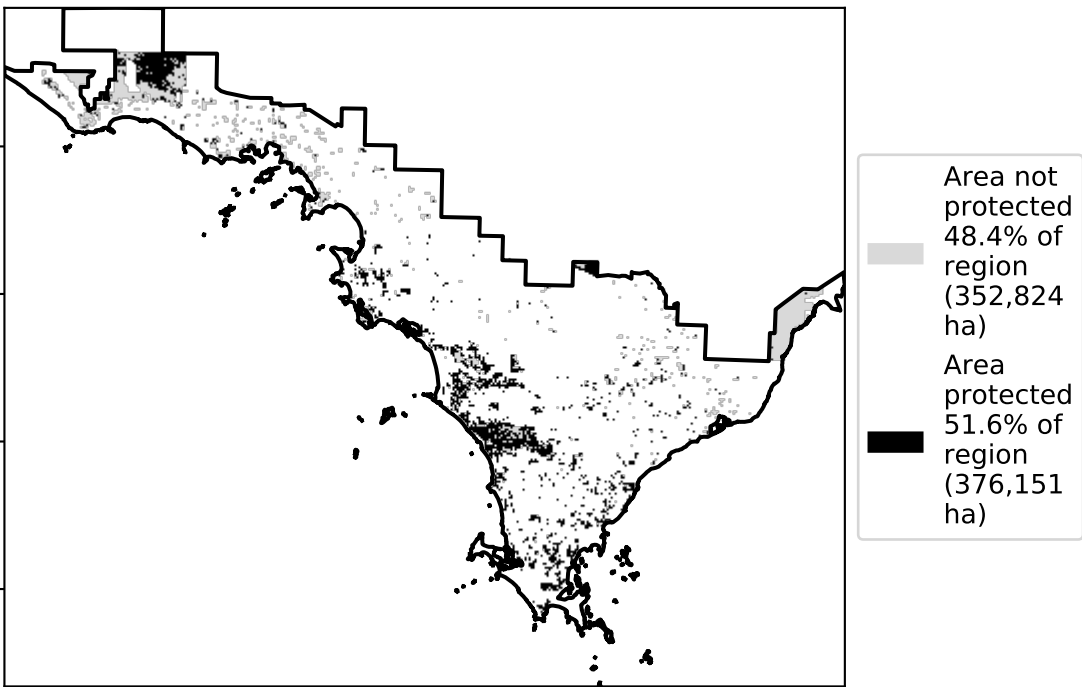 Area not
protected
48.4% of
region
(352,824
ha)
Area
protected
51.6% of
region
(376,151
ha)